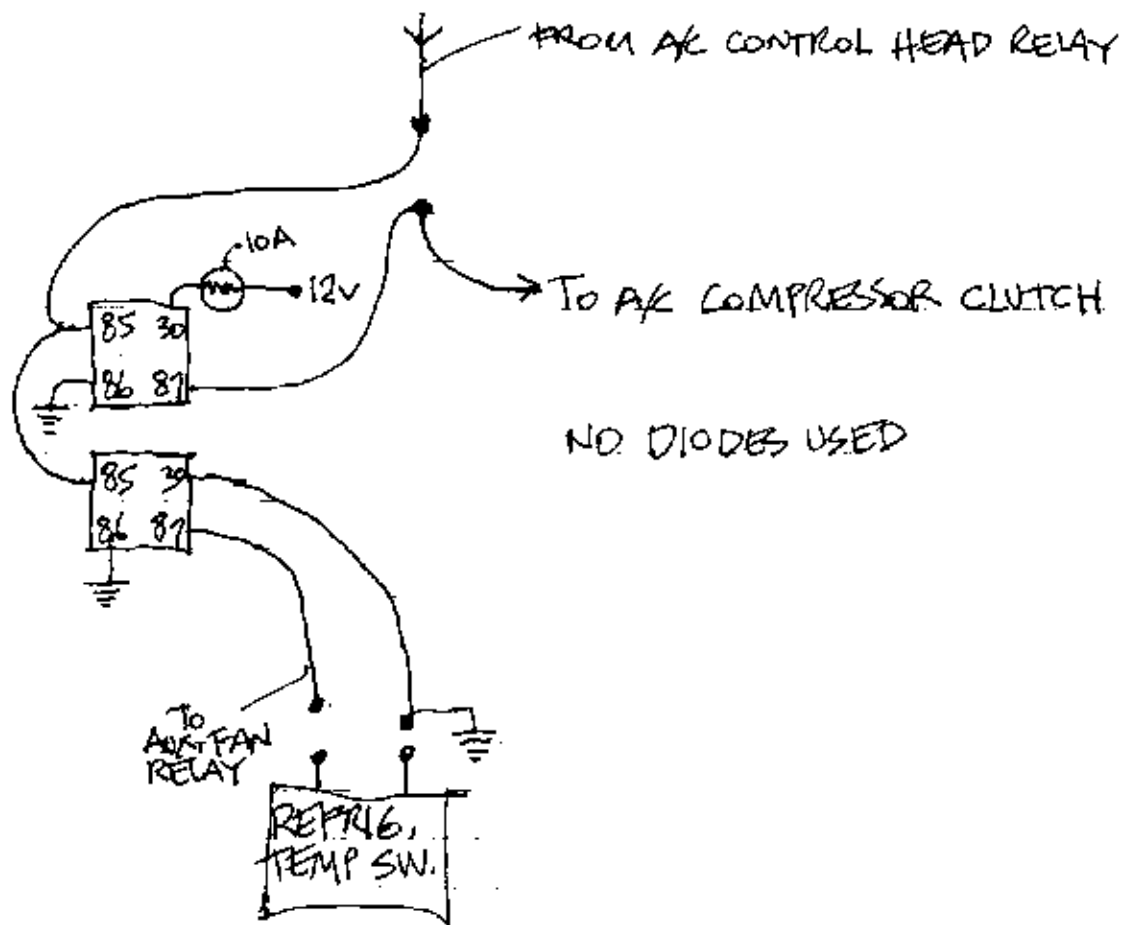 FROM A/C CONTROL HEAD RELAY
10A
12V
85 30
86 87
TO A/C COMPRESSOR CLUTCH
NO DIODES USED
85 30
86 87
TO
AUX FAN
RELAY
REFRIG.
TEMP SW.